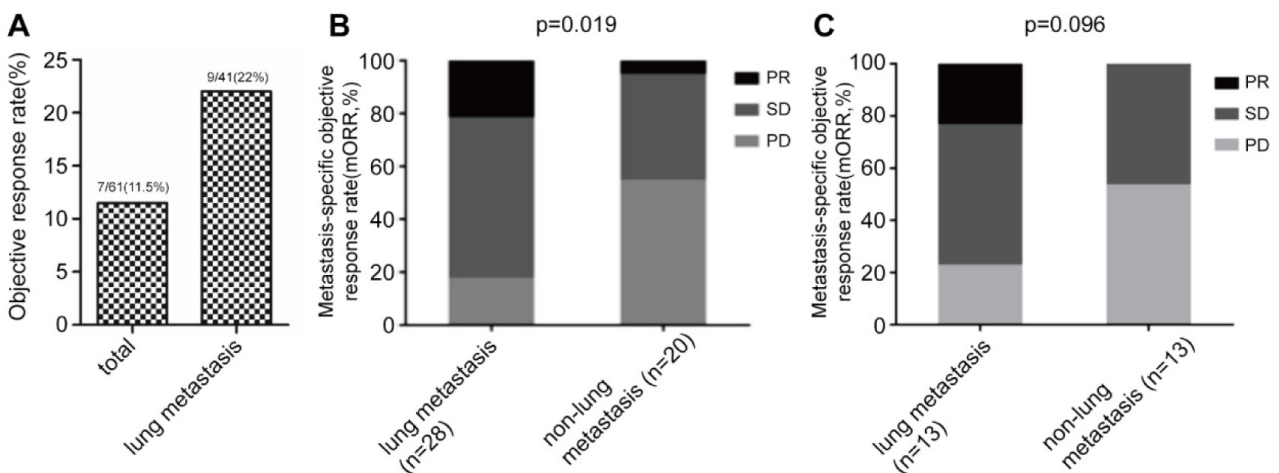 A
Objective response rate(%)
25
20
15
10
5
0
7/61(11.5%)
9/41(22%)
total
lung metastasis
B
p=0.019
Metastasis-specific objective
response rate(mORR,%)
100
80
60
40
20
0
PR
SD
PD
lung metastasis
(n=28)
non-lung
metastasis (n=20)
C
p=0.096
Metastasis-specific objective
response rate(mORR,%)
100
80
60
40
20
0
PR
SD
PD
lung metastasis
(n=13)
non-lung
metastasis (n=13)